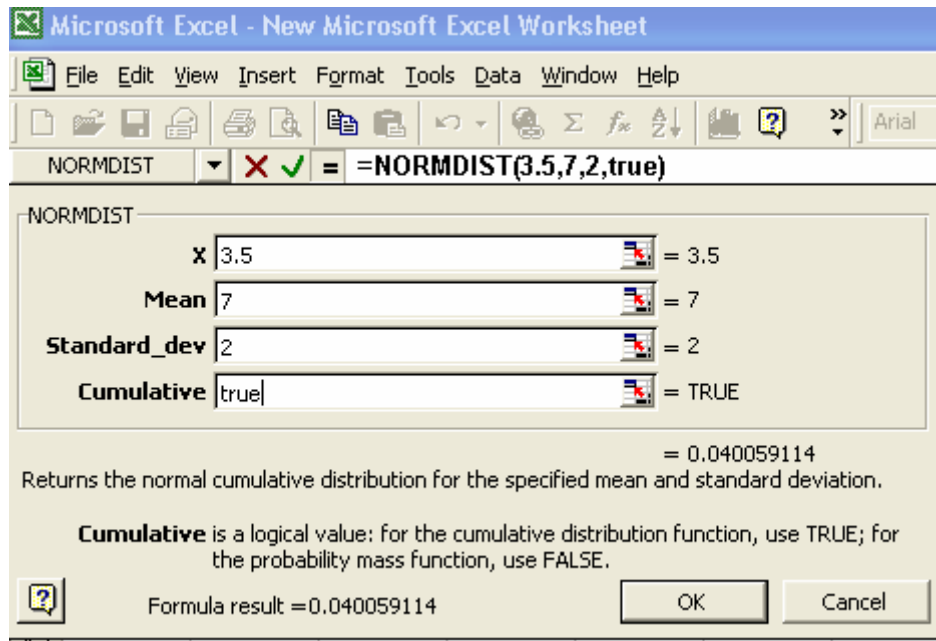 Microsoft Excel - New Microsoft Excel Worksheet
File Edit View Insert Format Tools Data Window Help
Arial
NORMDIST =NORMDIST(3.5,7,2,true)
NORMDIST
X 3.5 = 3.5
Mean 7 = 7
Standard_dev 2 = 2
Cumulative true = TRUE
= 0.040059114
Returns the normal cumulative distribution for the specified mean and standard deviation.
Cumulative is a logical value: for the cumulative distribution function, use TRUE; for
the probability mass function, use FALSE.
Formula result =0.040059114 OK Cancel